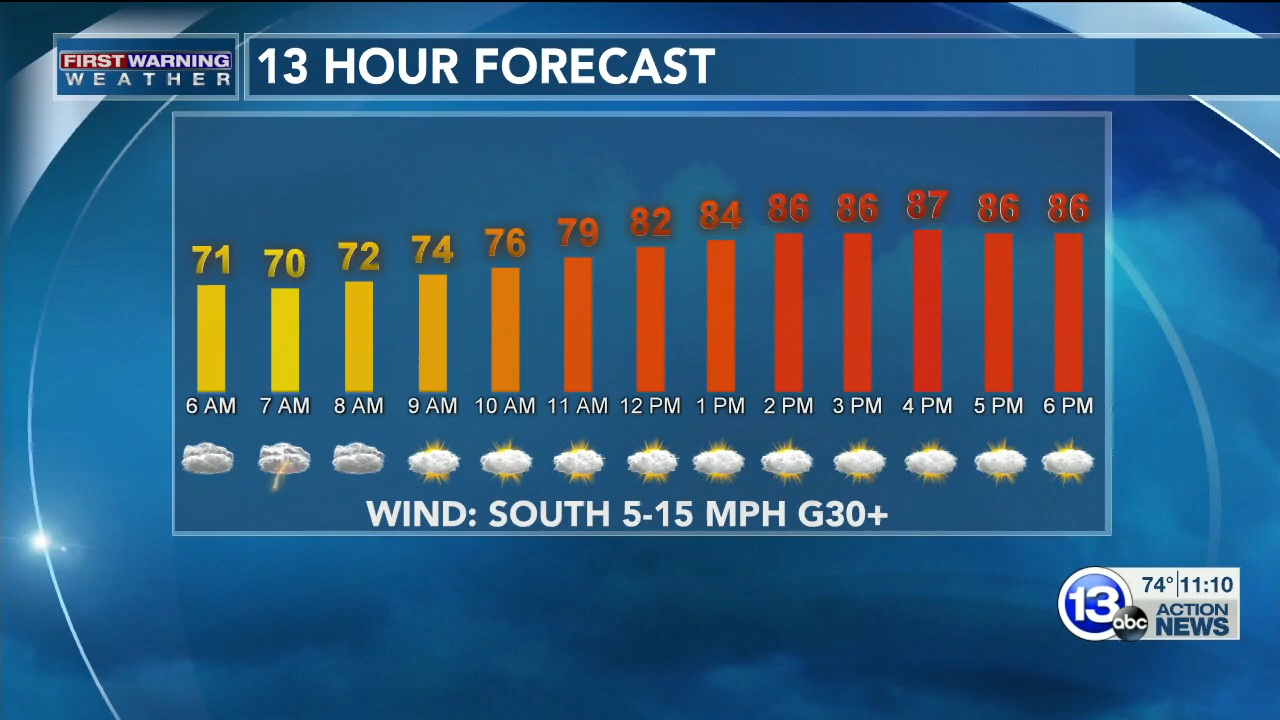 FIRST WARNING
WEATHER
13 HOUR FORECAST
71 70 72 74 76 79 82 84 86 86 87 86 86
6 AM 7 AM 8 AM 9 AM 10 AM 11 AM 12 PM 1 PM 2 PM 3 PM 4 PM 5 PM 6 PM
WIND: SOUTH 5-15 MPH G30+
13 abc 74° 11:10
ACTION
NEWS